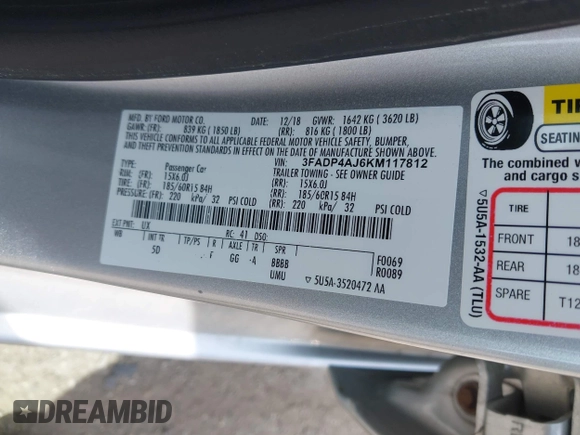 MFD. BY FORD MOTOR CO.
DATE: 12/18 GVWR: 1642 KG ( 3620 LB)
GAWR: (FR): 839 KG ( 1850 LB) (RR): 816 KG ( 1800 LB)
THIS VEHICLE CONFORMS TO ALL APPLICABLE FEDERAL MOTOR VEHICLE SAFETY, BUMPER,
AND THEFT PREVENTION STANDARDS IN EFFECT ON THE DATE OF MANUFACTURE SHOWN ABOVE.
VIN: 3FADP4AJ6KM117812
TYPE: Passenger Car TRAILER TOWING - SEE OWNER GUIDE
RIM: (FR): 15X6.0J (RR): 15X6.0J
TIRE: (FR): 185/60R15 84H (RR): 185/60R15 84H
PRESSURE: (FR): 220 kPa/ 32 PSI COLD (RR): 220 kPa/ 32 PSI COLD
EXT PNT: UX RC: 41 DSO:
WB INT TR TP/PS R AXLE TR SPR
5D F GG A BBBB F0069
UMU R0089
▽ 5U5A-3520472 AA
TIR
SEATING
The combined w
and cargo s
TIRE
FRONT 18
REAR 18
SPARE T12
▽ 5U5A-1532-AA (TLU)
DREAMBID